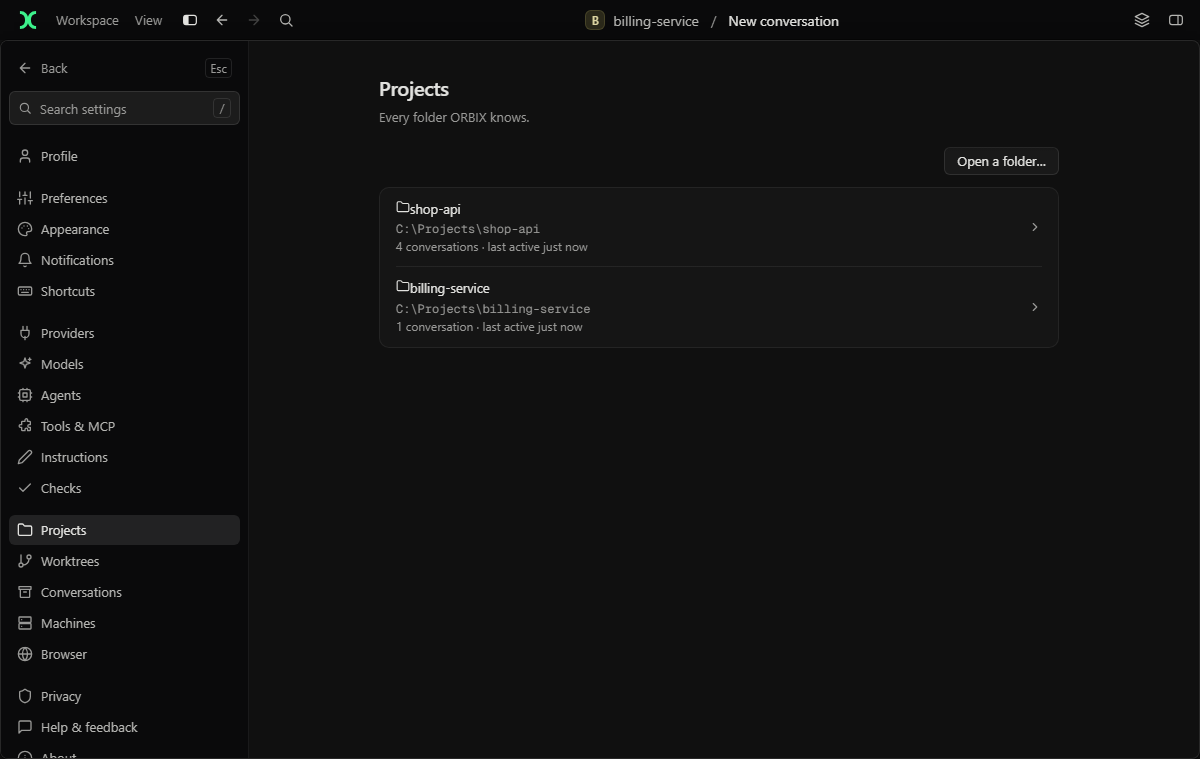 Workspace View
B billing-service / New conversation
Back Esc
Search settings /
Profile
Preferences
Appearance
Notifications
Shortcuts
Providers
Models
Agents
Tools & MCP
Instructions
Checks
Projects
Worktrees
Conversations
Machines
Browser
Privacy
Help & feedback
About
Projects
Every folder ORBIX knows.
Open a folder...
shop-api
C:\Projects\shop-api
4 conversations · last active just now
billing-service
C:\Projects\billing-service
1 conversation · last active just now